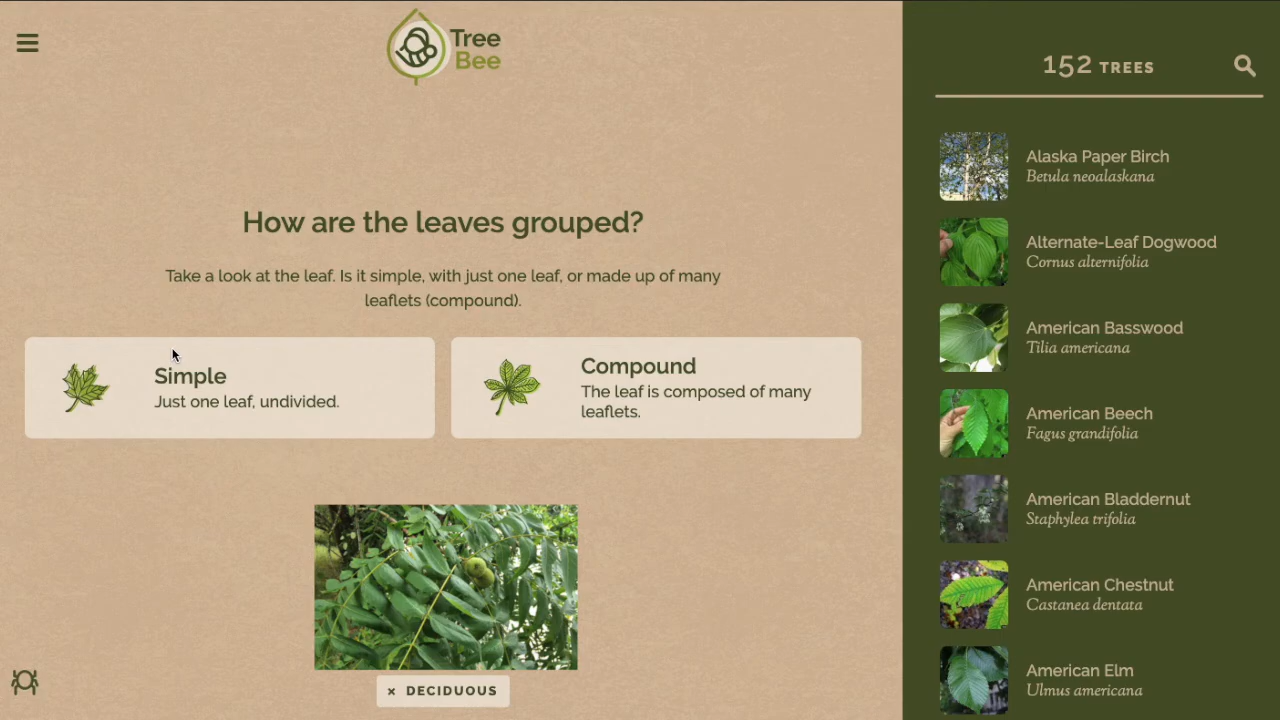 Tree
Bee
How are the leaves grouped?
Take a look at the leaf. Is it simple, with just one leaf, or made up of many
leaflets (compound).
Simple
Just one leaf, undivided.
Compound
The leaf is composed of many
leaflets.
× DECIDUOUS
152 TREES
Alaska Paper Birch
Betula neoalaskana
Alternate-Leaf Dogwood
Cornus alternifolia
American Basswood
Tilia americana
American Beech
Fagus grandifolia
American Bladdernut
Staphylea trifolia
American Chestnut
Castanea dentata
American Elm
Ulmus americana